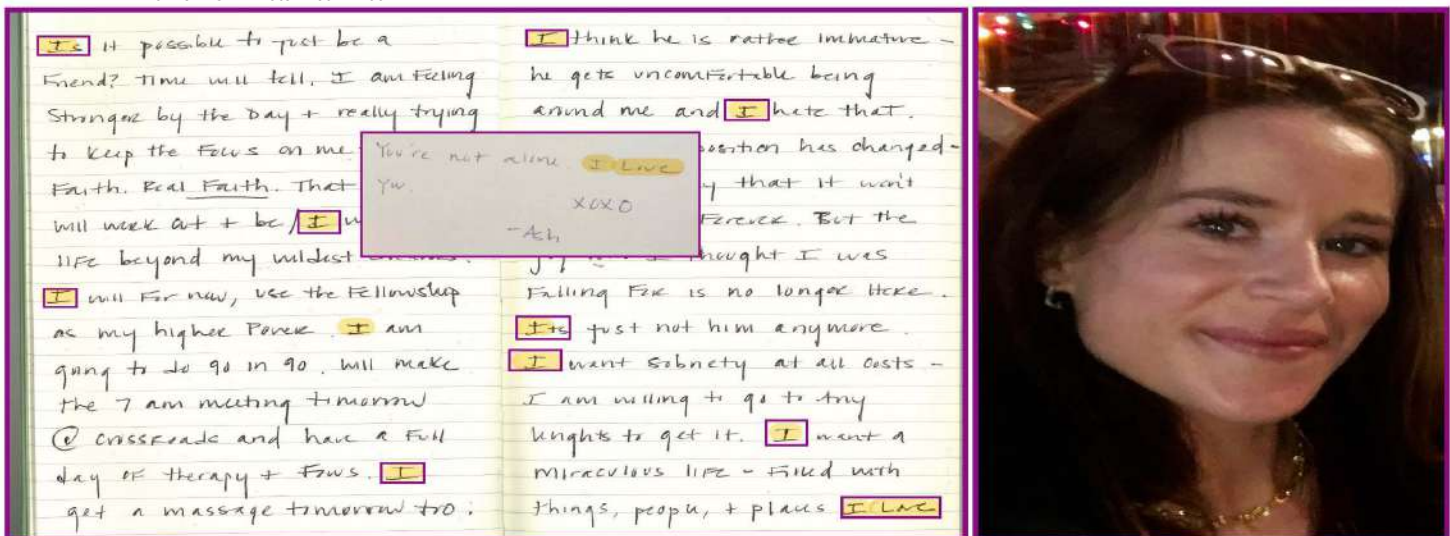 Is it possible to just be a
Friend? Time will tell. I am Feeling
Stronger by the Day + really trying
to keep the Focus on me
Faith. Real Faith. That
will work out + be / I
life beyond my wildest
I will For now, use the Fellowship
as my higher Power. I am
going to do 90 in 90. will make
the 7 am meeting tomorrow
@ crossroads and have a Full
day OF therapy + Focus. I
get a massage tomorrow too.
You're not alone. I Love
You.
XOXO
-Ash
I think he is rather immature -
he gets uncomfortable being
around me and I hate that.
position has changed -
that it won't
Forever. But the
I thought I was
Falling For is no longer Here.
Its just not him anymore.
I want sobriety at all costs -
I am willing to go to Any
lenghts to get it. I want a
miraculous life - Filled with
things, people, + places I Love